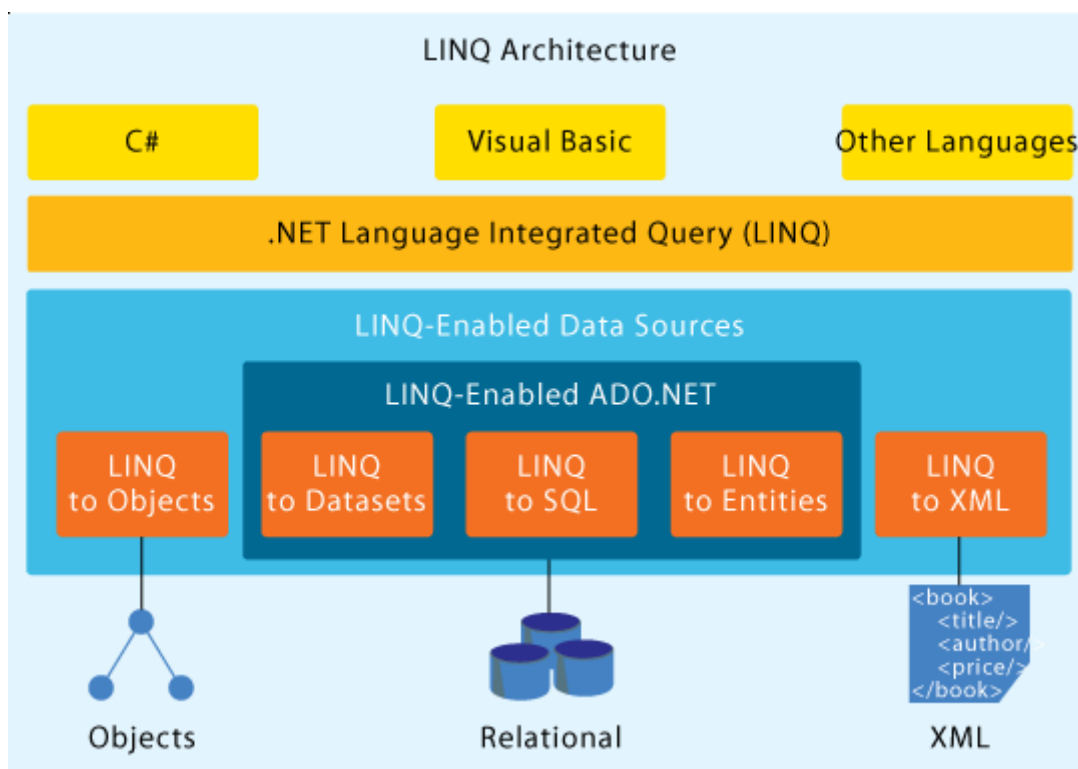 LINQ Architecture
C#
Visual Basic
Other Languages
.NET Language Integrated Query (LINQ)
LINQ-Enabled Data Sources
LINQ-Enabled ADO.NET
LINQ
to Objects
LINQ
to Datasets
LINQ
to SQL
LINQ
to Entities
LINQ
to XML
<book>
<title/>
<author/>
<price/>
</book>
Objects
Relational
XML